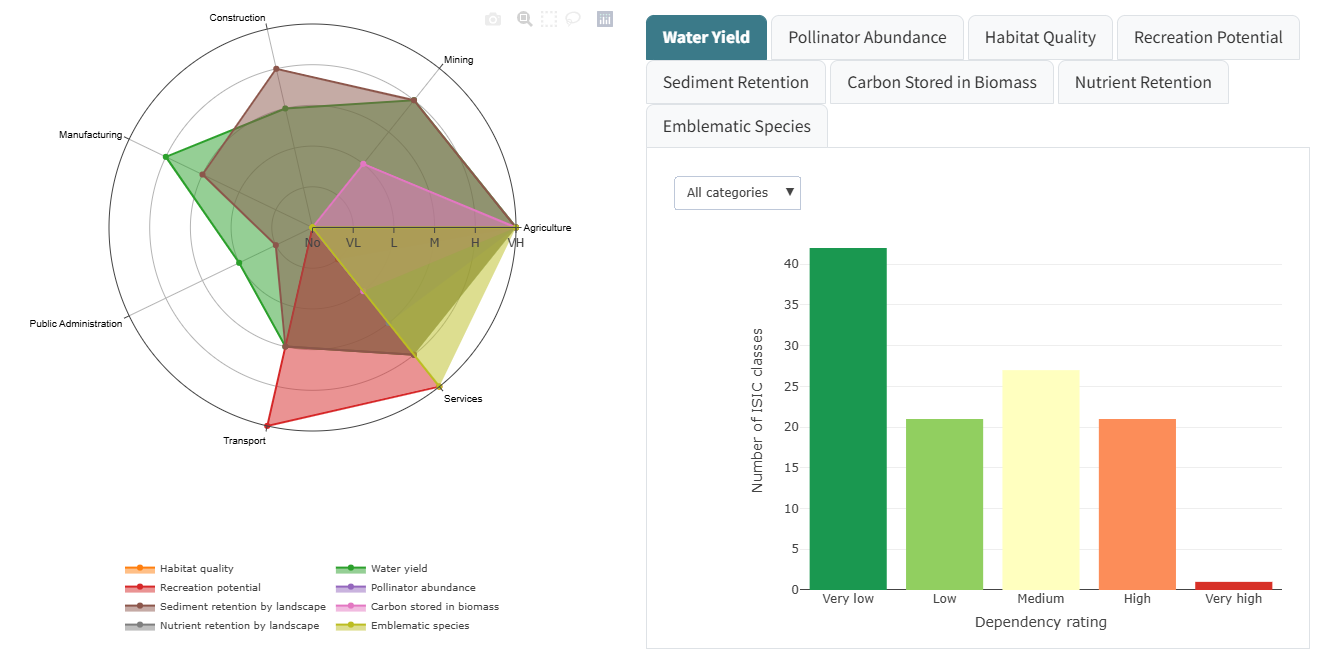 Construction
Mining
Manufacturing
Agriculture
No VL L M H VH
Public Administration
Services
Transport
Habitat quality
Recreation potential
Sediment retention by landscape
Nutrient retention by landscape
Water yield
Pollinator abundance
Carbon stored in biomass
Emblematic species
Water Yield Pollinator Abundance Habitat Quality Recreation Potential
Sediment Retention Carbon Stored in Biomass Nutrient Retention
Emblematic Species
All categories
Number of ISIC classes
40
35
30
25
20
15
10
5
0
Very low Low Medium High Very high
Dependency rating